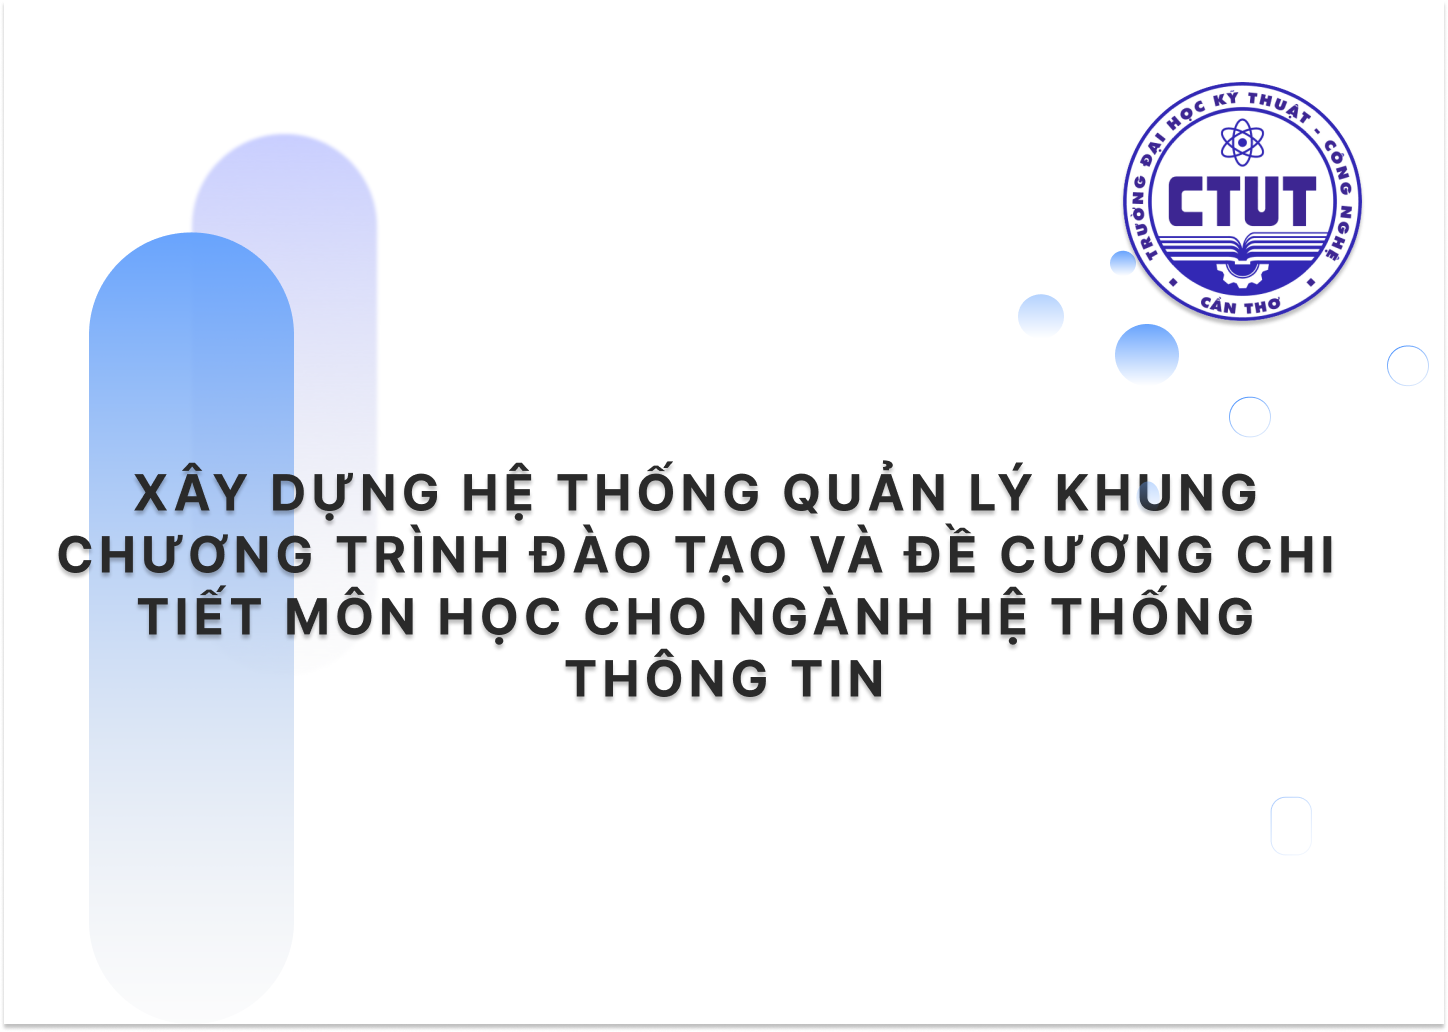 TRƯỜNG ĐẠI HỌC KỸ THUẬT - CÔNG NGHỆ
CTUT
CẦN THƠ
XÂY DỰNG HỆ THỐNG QUẢN LÝ KHUNG
CHƯƠNG TRÌNH ĐÀO TẠO VÀ ĐỀ CƯƠNG CHI
TIẾT MÔN HỌC CHO NGÀNH HỆ THỐNG
THÔNG TIN